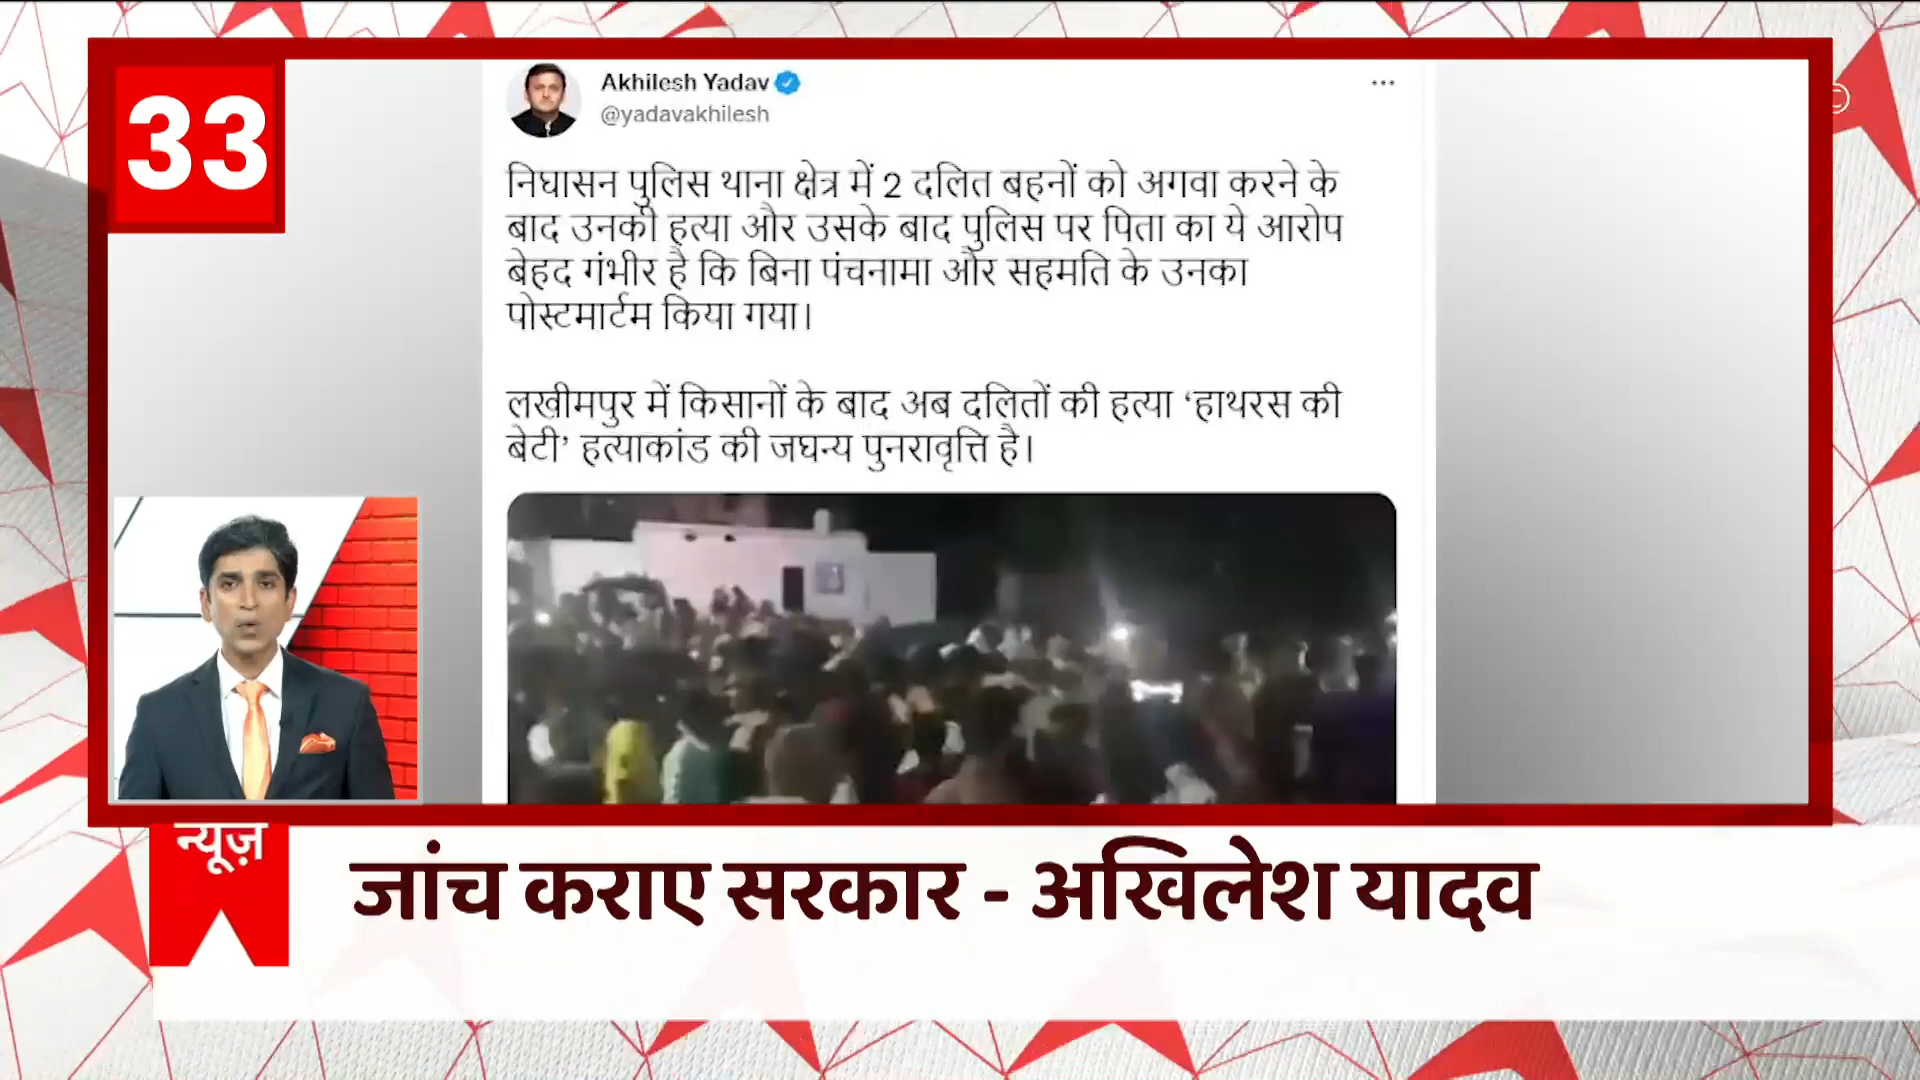 33
Akhilesh Yadav
@yadavakhilesh
निघासन पुलिस थाना क्षेत्र में 2 दलित बहनों को अगवा करने के
बाद उनकी हत्या और उसके बाद पुलिस पर पिता का ये आरोप
बेहद गंभीर है कि बिना पंचनामा और सहमति के उनका
पोस्टमार्टम किया गया।
लखीमपुर में किसानों के बाद अब दलितों की हत्या ‘हाथरस की
बेटी’ हत्याकांड की जघन्य पुनरावृत्ति है।
न्यूज़
जांच कराए सरकार - अखिलेश यादव